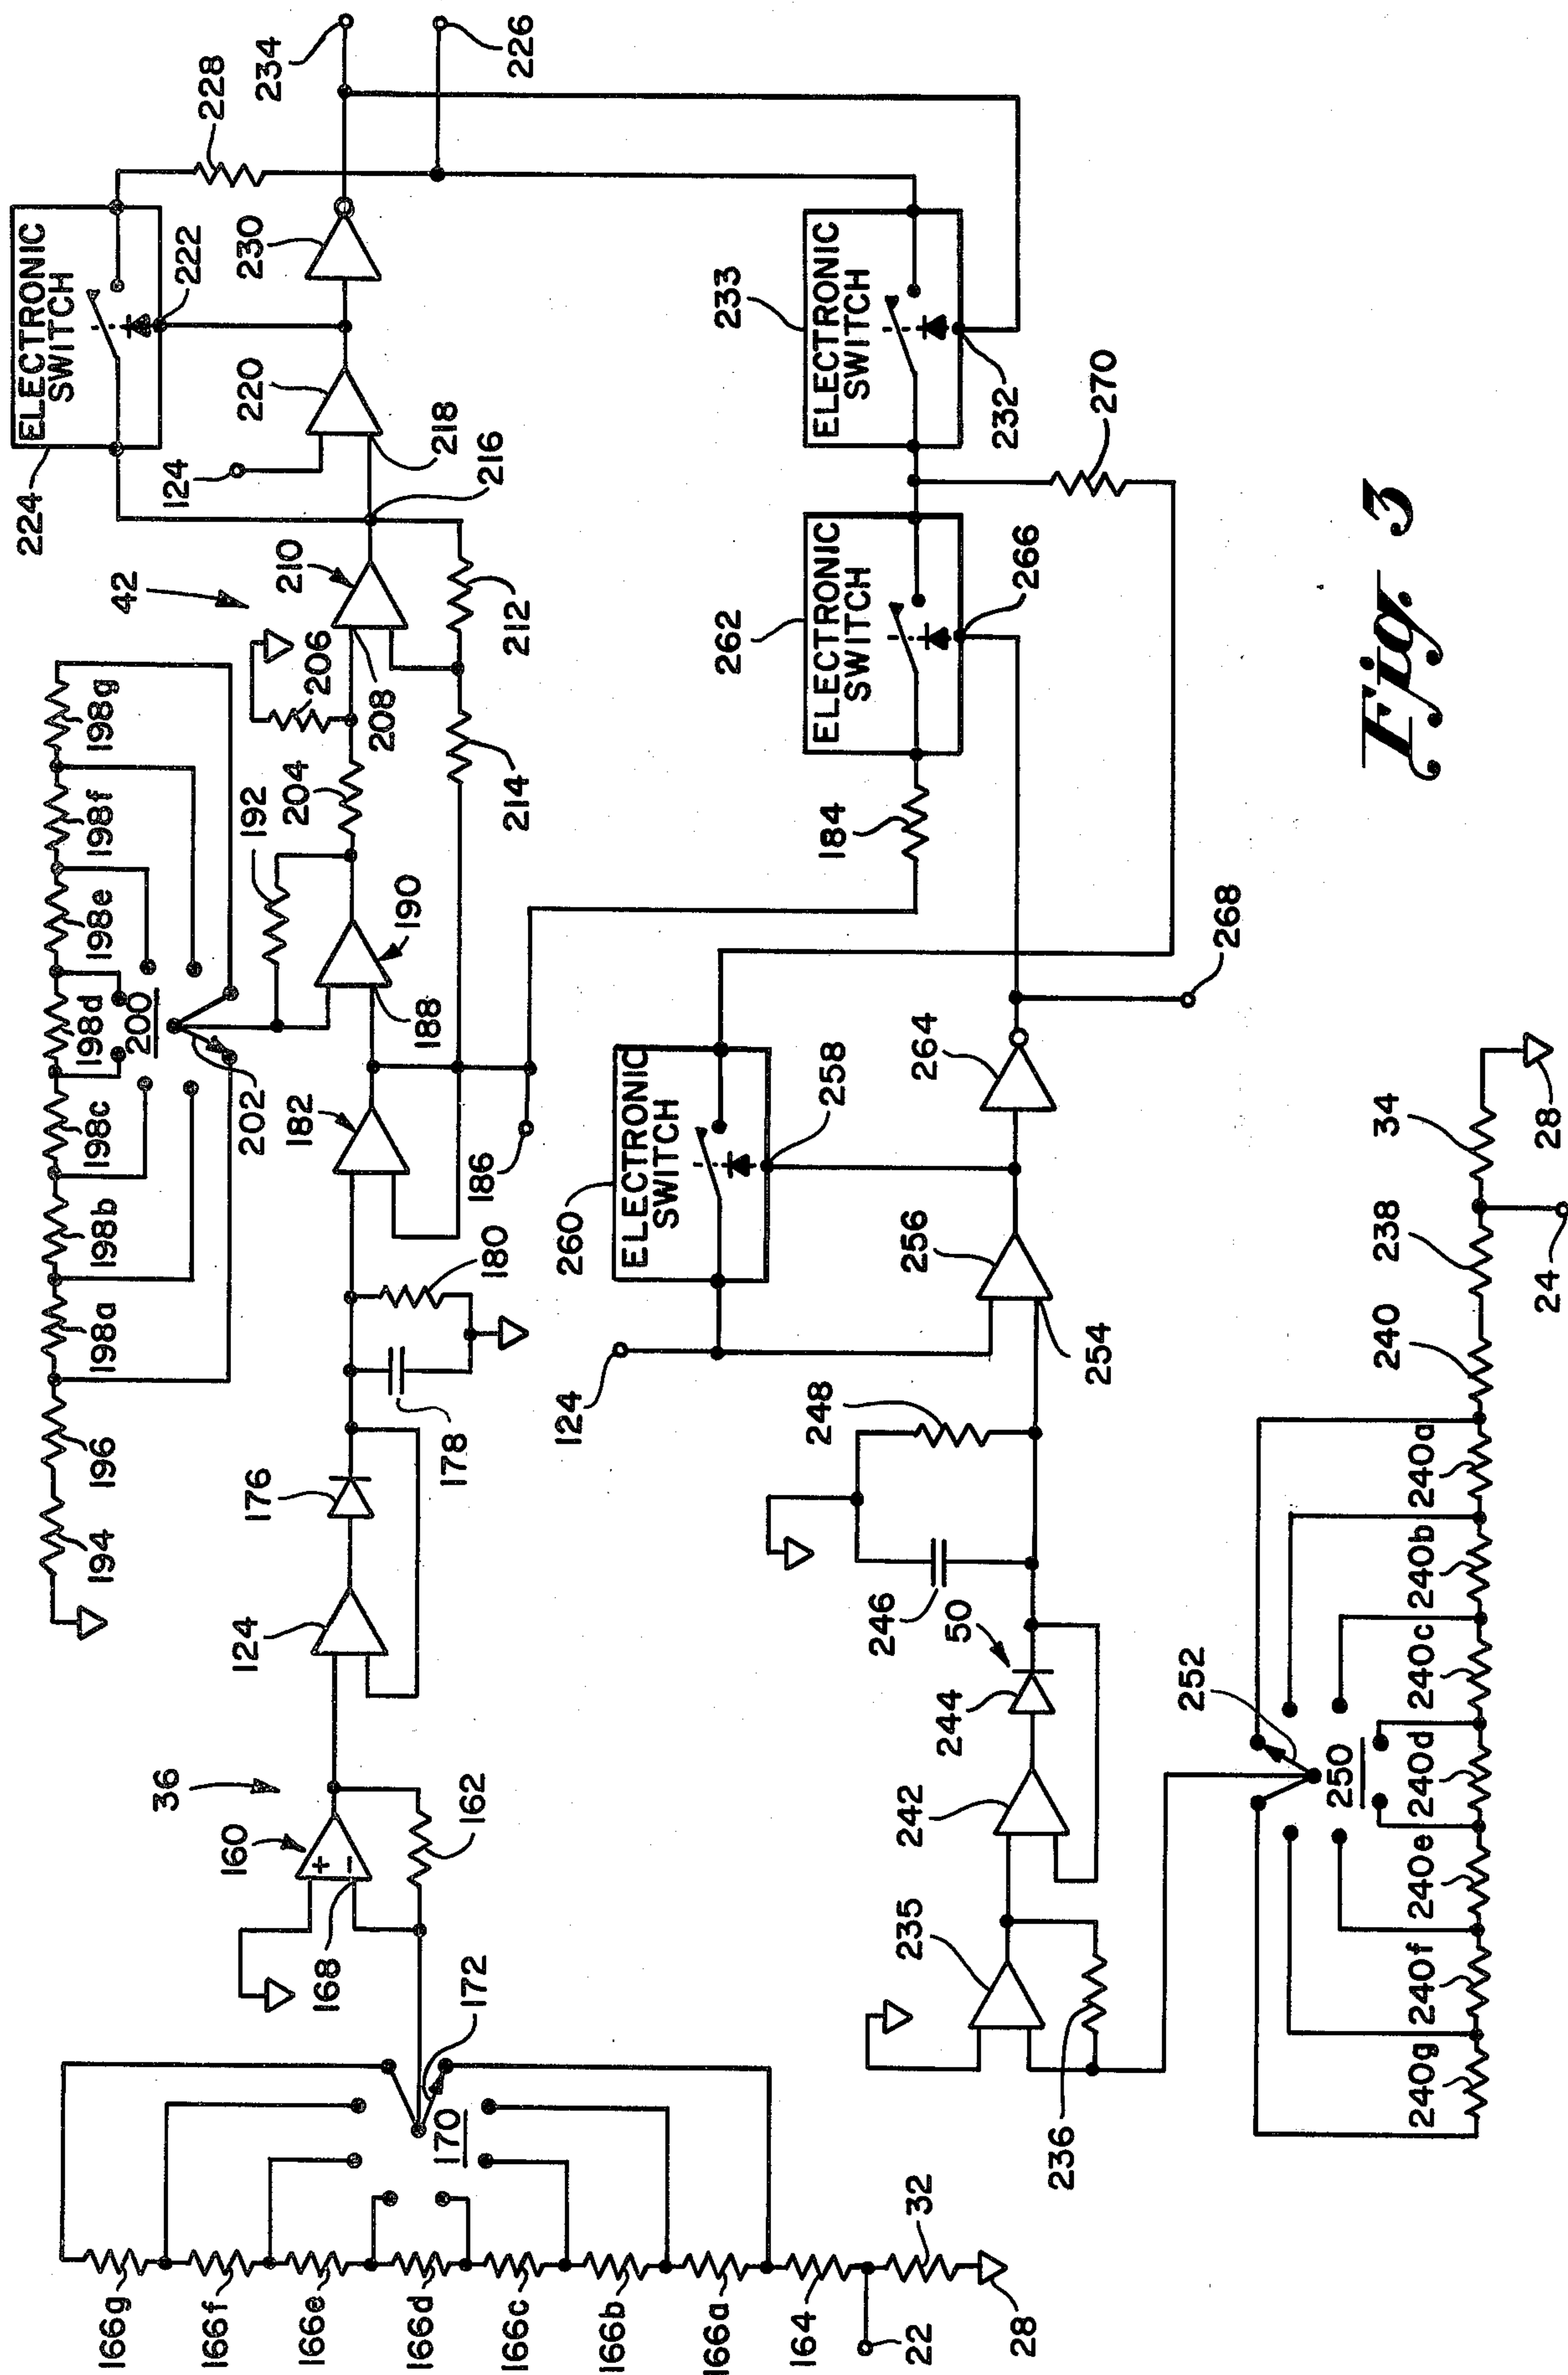 224
ELECTRONIC
SWITCH
222
228
234
226
230
220
124
218
216
42
210
212
206
208
204
214
198g
198f
198e
198d
198c
198b
198a
196
194
200
202
192
190
188
182
186
180
178
176
124
36
160
+
−
168
162
172
170
166g
166f
166e
166d
166c
166b
166a
164
22
32
28
233
ELECTRONIC
SWITCH
232
270
262
ELECTRONIC
SWITCH
266
184
268
264
260
ELECTRONIC
SWITCH
258
256
254
124
248
246
50
244
242
235
236
252
250
240g
240f
240e
240d
240c
240b
240a
240
238
24
34
28
Fig. 3